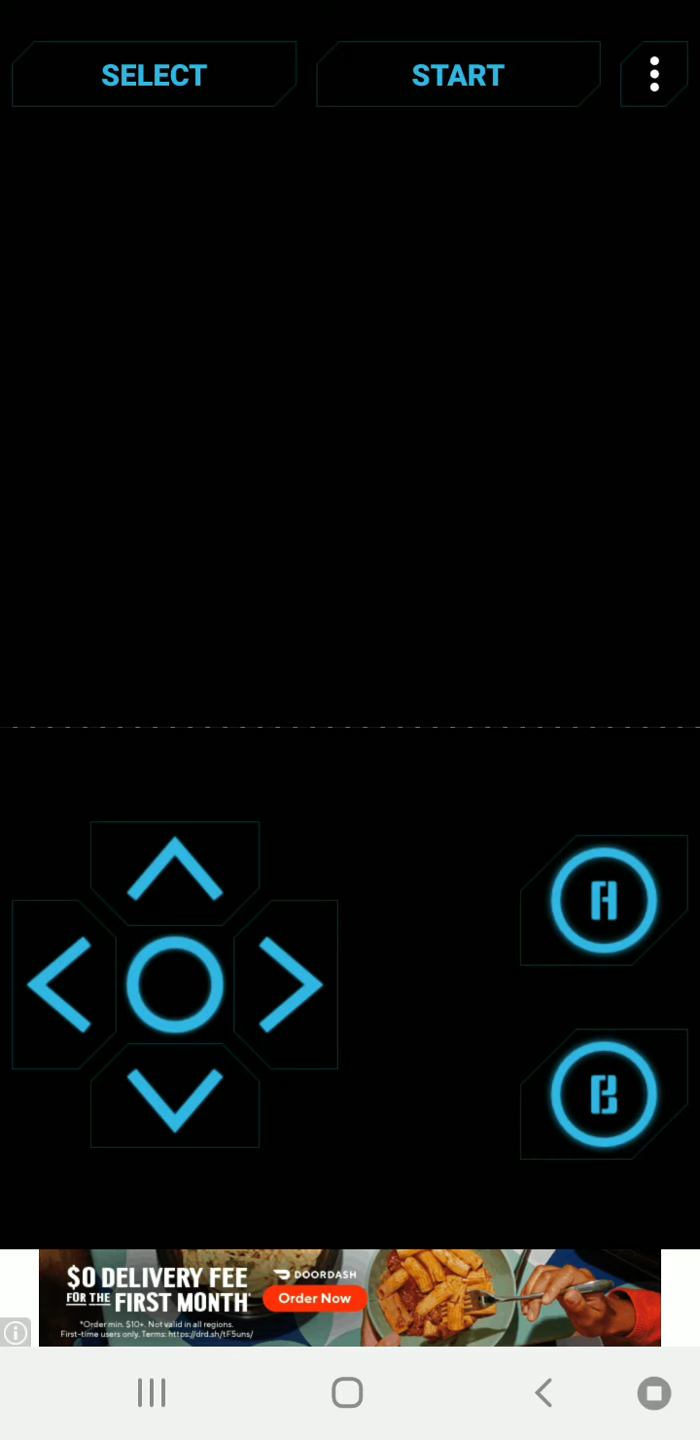 SELECT
START
A
B
$0 DELIVERY FEE
FOR THE FIRST MONTH*
*Order min. $10+. Not valid in all regions.
First-time users only. Terms: https://drd.sh/tF5uns/
DOORDASH
Order Now